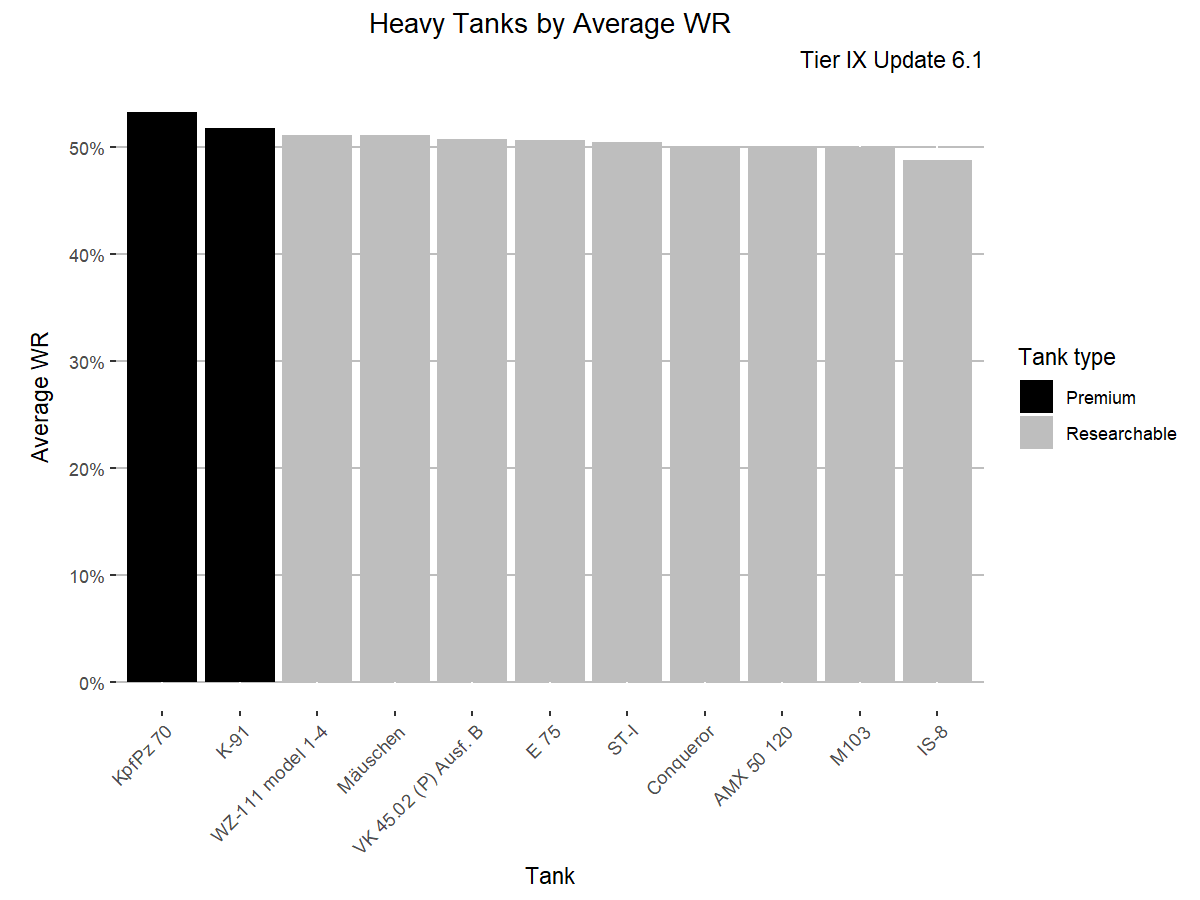 Heavy Tanks by Average WR
Tier IX Update 6.1
Average WR
50%
40%
30%
20%
10%
0%
KpfPz 70
K-91
WZ-111 model 1-4
Mäuschen
VK 45.02 (P) Ausf. B
E 75
ST-I
Conqueror
AMX 50 120
M103
IS-8
Tank
Tank type
Premium
Researchable